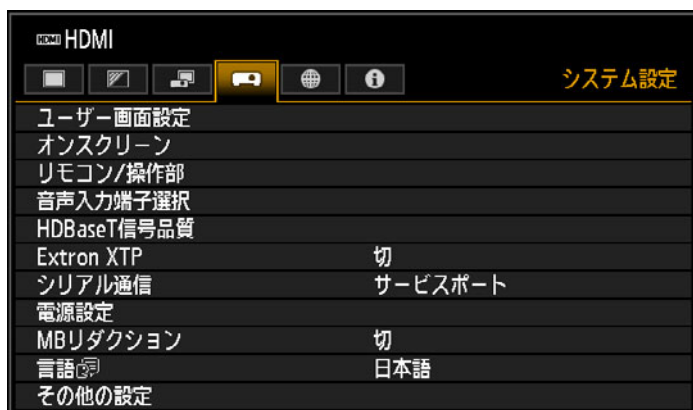 HDMI HDMI
システム設定
ユーザー画面設定
オンスクリーン
リモコン/操作部
音声入力端子選択
HDBaseT信号品質
Extron XTP 切
シリアル通信 サービスポート
電源設定
MBリダクション 切
言語 日本語
その他の設定